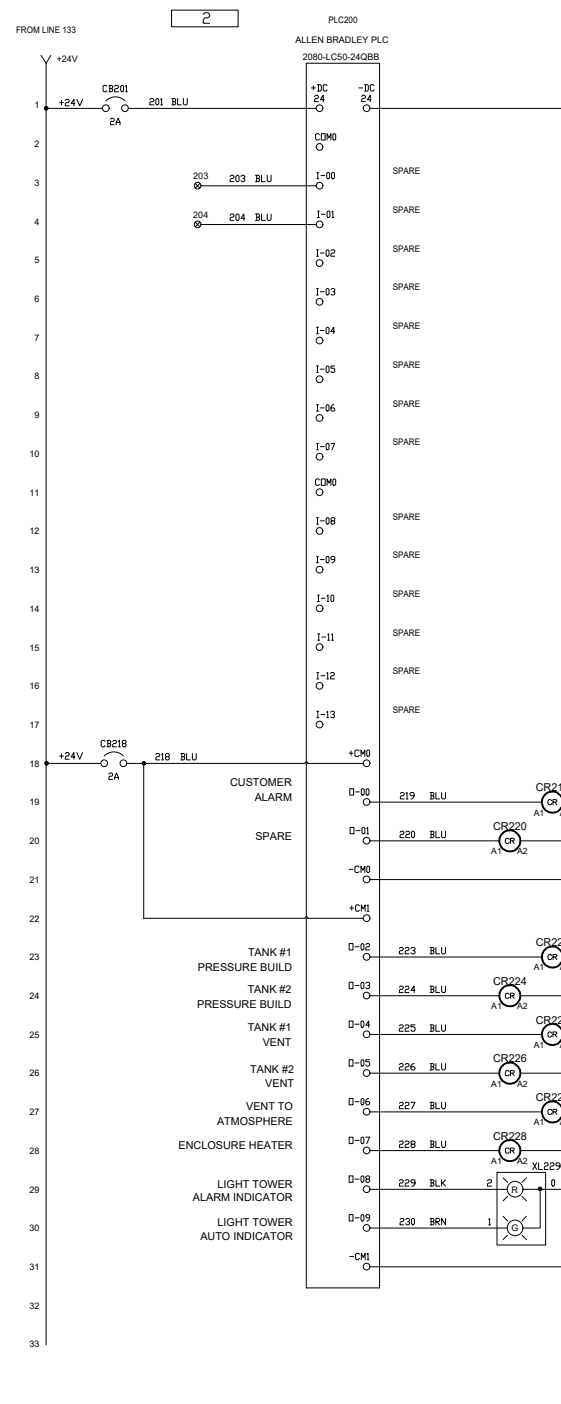 2
PLC200
FROM LINE 133
ALLEN BRADLEY PLC
+24V
2080-LC50-24QBB
CB201
+DC 24
-DC 24
1 +24V 201 BLU
2A
2 COM0
3 203 203 BLU I-00 SPARE
4 204 204 BLU I-01 SPARE
5 I-02 SPARE
6 I-03 SPARE
7 I-04 SPARE
8 I-05 SPARE
9 I-06 SPARE
10 I-07 SPARE
11 COM0
12 I-08 SPARE
13 I-09 SPARE
14 I-10 SPARE
15 I-11 SPARE
16 I-12 SPARE
17 I-13 SPARE
CB218
18 +24V 218 BLU +CM0
2A
19 CUSTOMER
ALARM O-00 219 BLU CR21 CR A1 A
20 SPARE O-01 220 BLU CR220 CR A1 A2
21 -CM0
22 +CM1
23 TANK #1
PRESSURE BUILD O-02 223 BLU CR22 CR A1 A
24 TANK #2
PRESSURE BUILD O-03 224 BLU CR224 CR A1 A2
25 TANK #1
VENT O-04 225 BLU CR22 CR A1 A
26 TANK #2
VENT O-05 226 BLU CR226 CR A1 A2
27 VENT TO
ATMOSPHERE O-06 227 BLU CR22 CR A1 A
28 ENCLOSURE HEATER O-07 228 BLU CR228 CR A1 A2
XL229
29 LIGHT TOWER
ALARM INDICATOR O-08 229 BLK 2 R 0
30 LIGHT TOWER
AUTO INDICATOR O-09 230 BRN 1 G
31 -CM1
32
33